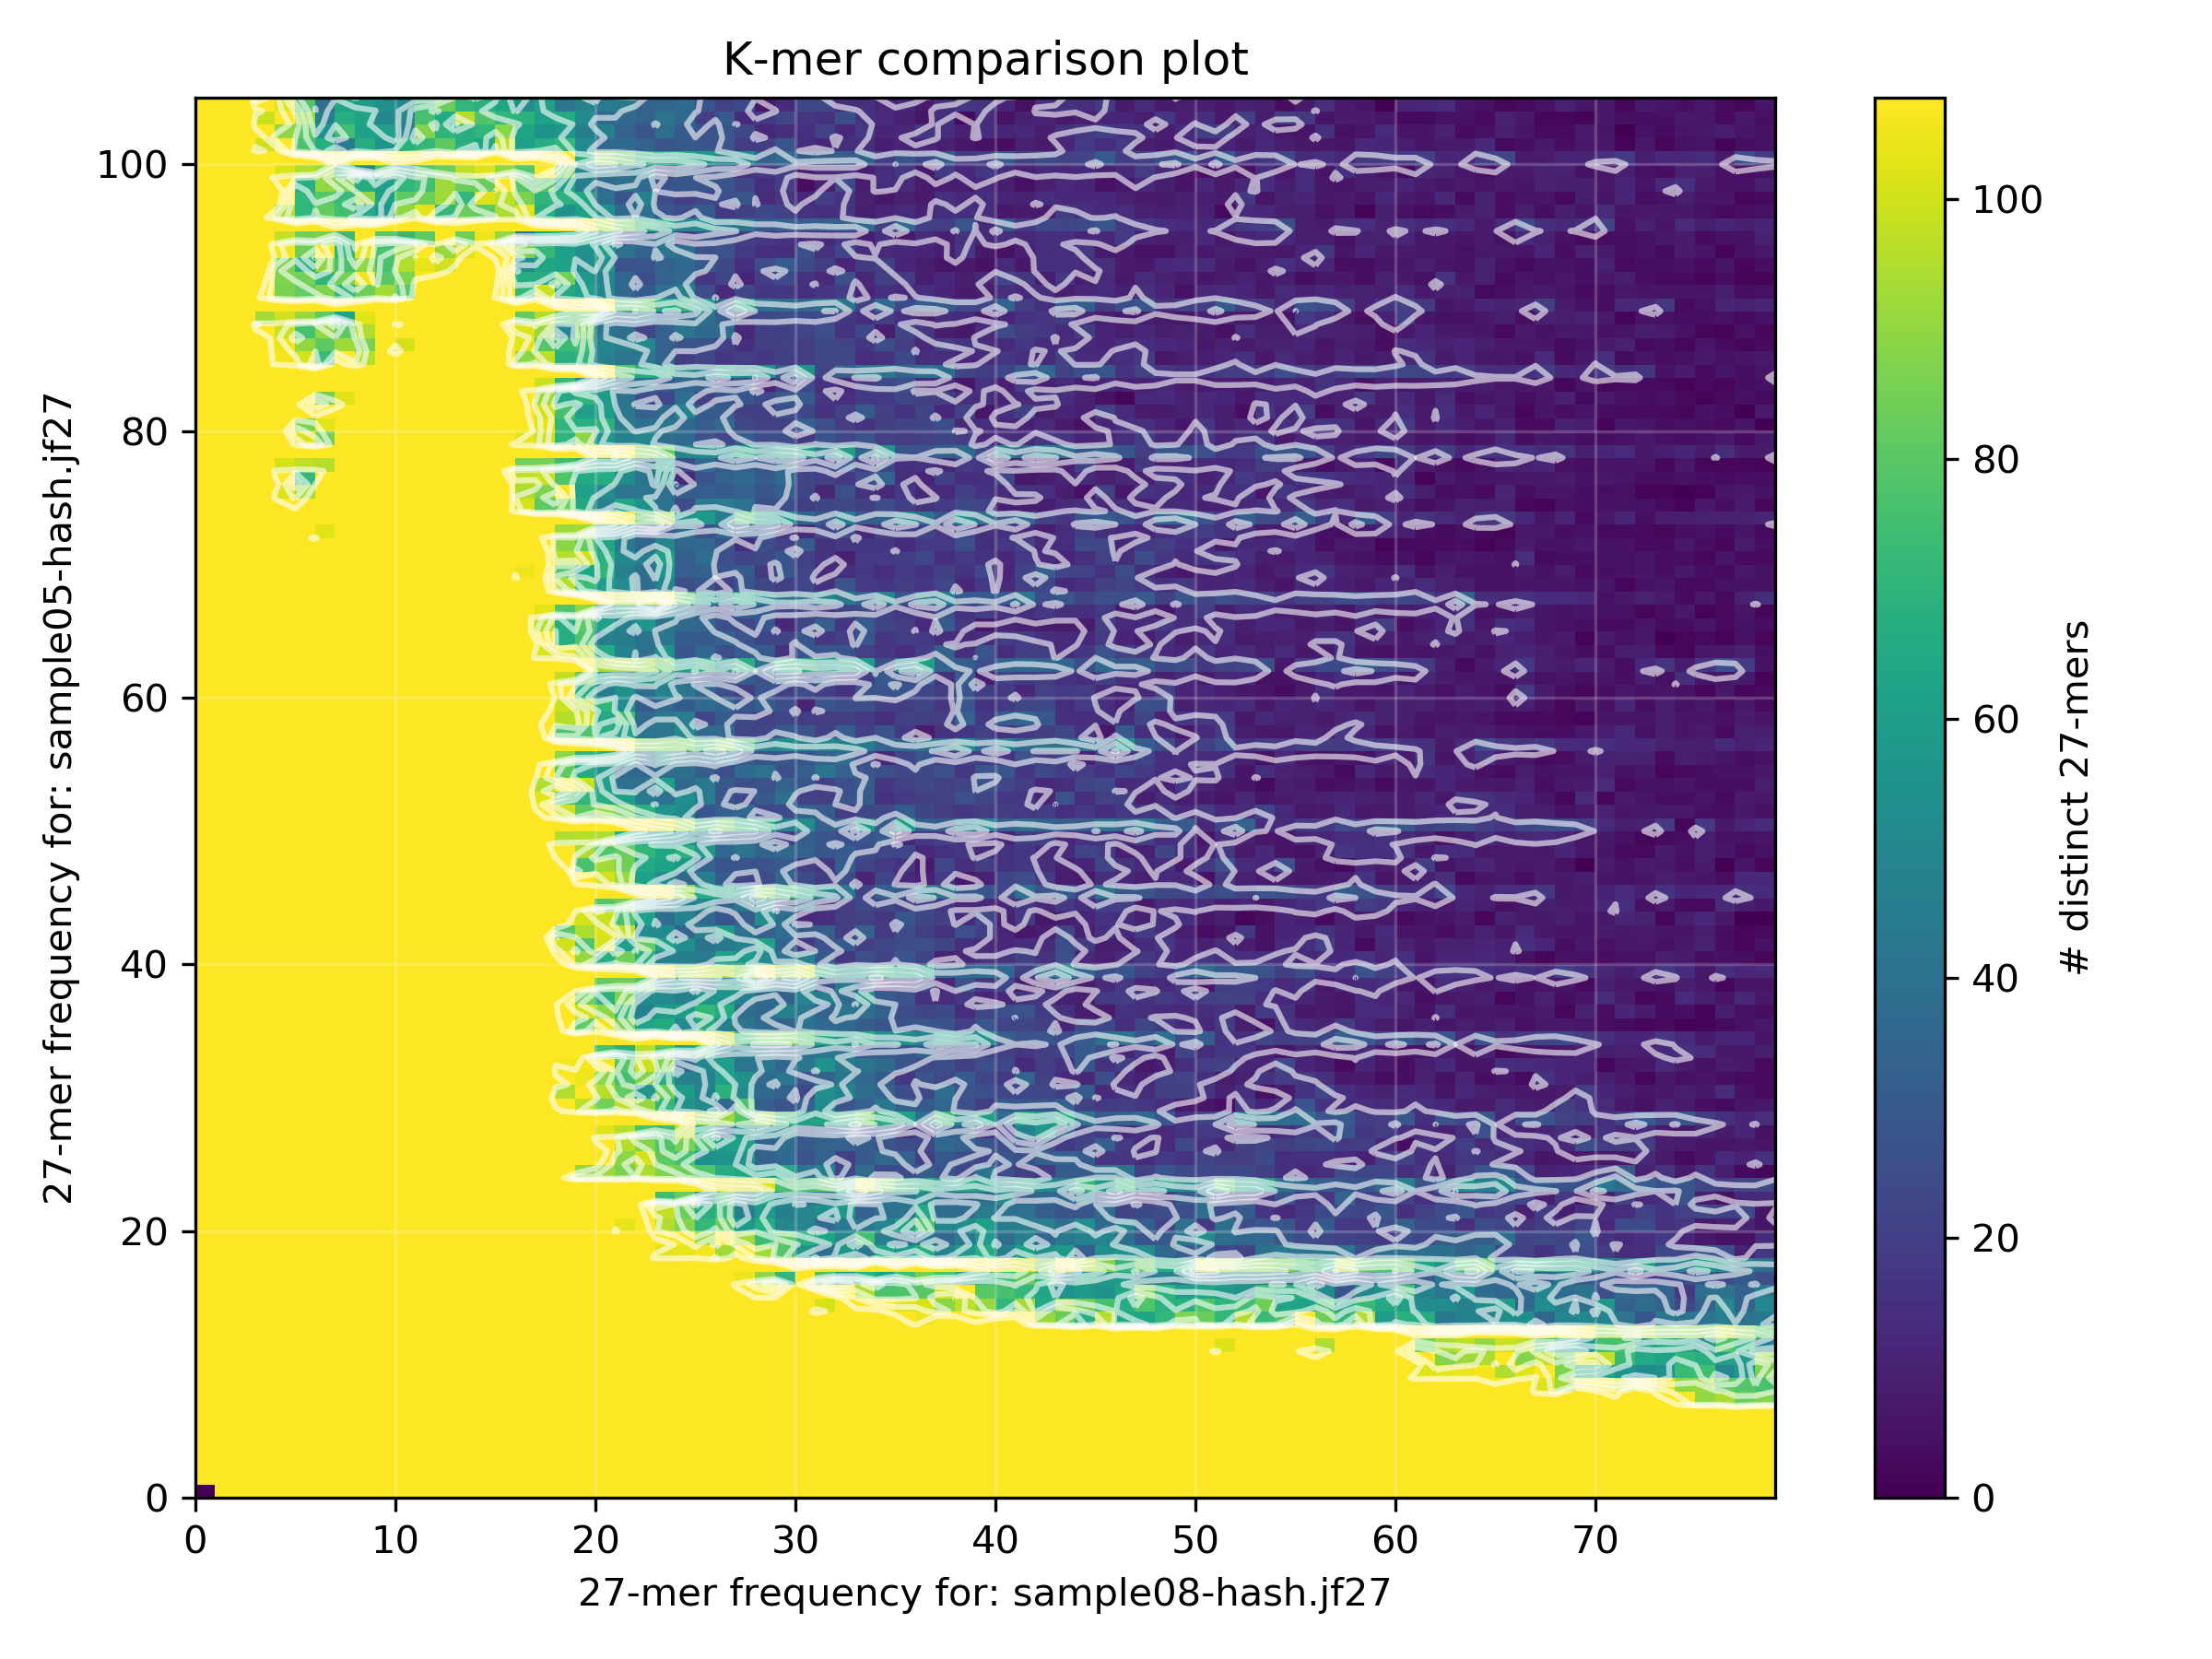 K-mer comparison plot
27-mer frequency for: sample05-hash.jf27
100
80
60
40
20
0
0 10 20 30 40 50 60 70
27-mer frequency for: sample08-hash.jf27
100
80
60
40
20
0
# distinct 27-mers